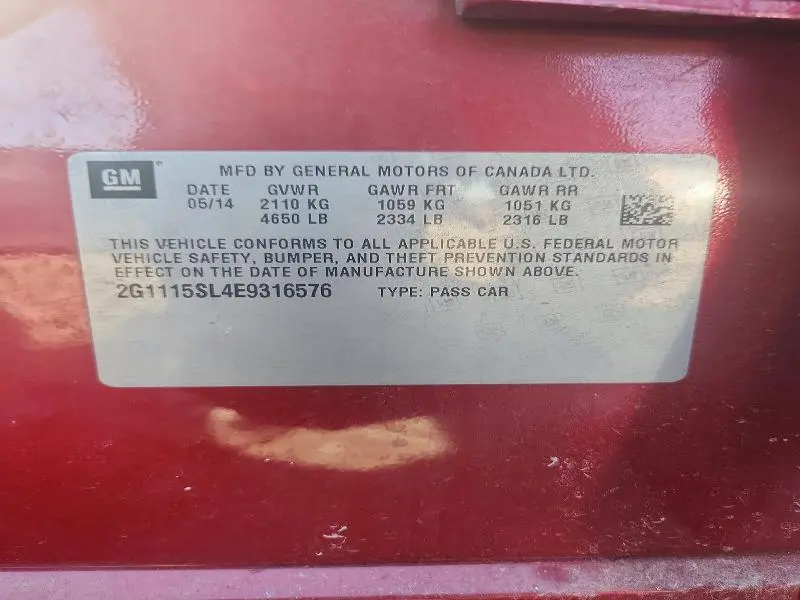 GM
MFD BY GENERAL MOTORS OF CANADA LTD.
DATE GVWR GAWR FRT GAWR RR
05/14 2110 KG 1059 KG 1051 KG
4650 LB 2334 LB 2316 LB
THIS VEHICLE CONFORMS TO ALL APPLICABLE U.S. FEDERAL MOTOR
VEHICLE SAFETY, BUMPER, AND THEFT PREVENTION STANDARDS IN
EFFECT ON THE DATE OF MANUFACTURE SHOWN ABOVE.
2G1115SL4E9316576 TYPE: PASS CAR